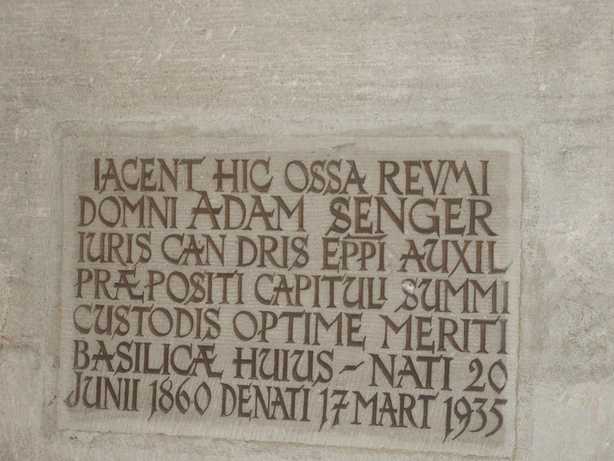 IACENT HIC OSSA REVMI
DOMNI ADAM SENGER
IURIS CAN DRIS EPPI AUXIL
PRÆPOSITI CAPITULI SUMMI
CUSTODIS OPTIME MERITI
BASILICÆ HUIUS - NATI 20
JUNII 1860 DENATI 17 MART 1935